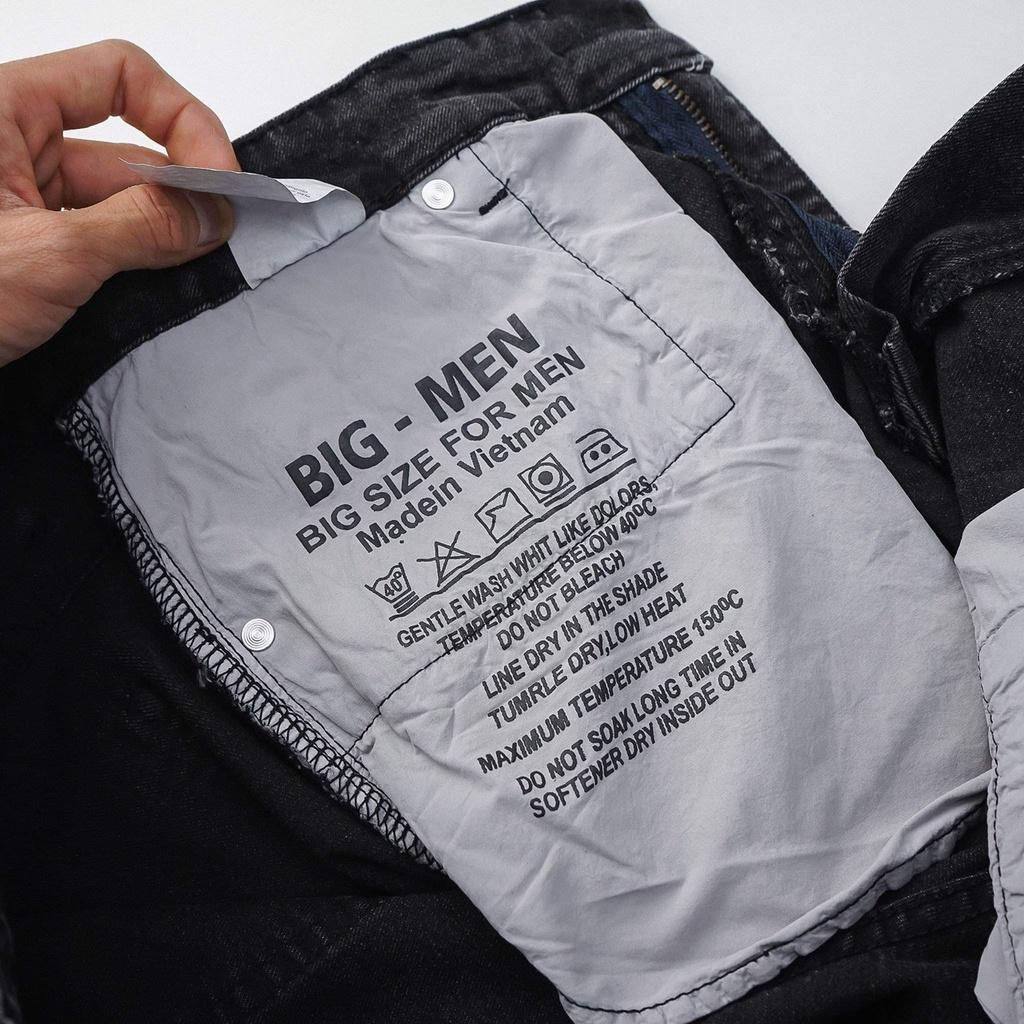 BIG - MEN
BIG SIZE FOR MEN
Madein Vietnam
40°
GENTLE WASH WHIT LIKE DOLORS,
TEMPERATURE BELOW 40ºC
DO NOT BLEACH
LINE DRY IN THE SHADE
TUMRLE DRY,LOW HEAT
MAXIMUM TEMPERATURE 150ºC
DO NOT SOAK LONG TIME IN
SOFTENER DRY INSIDE OUT